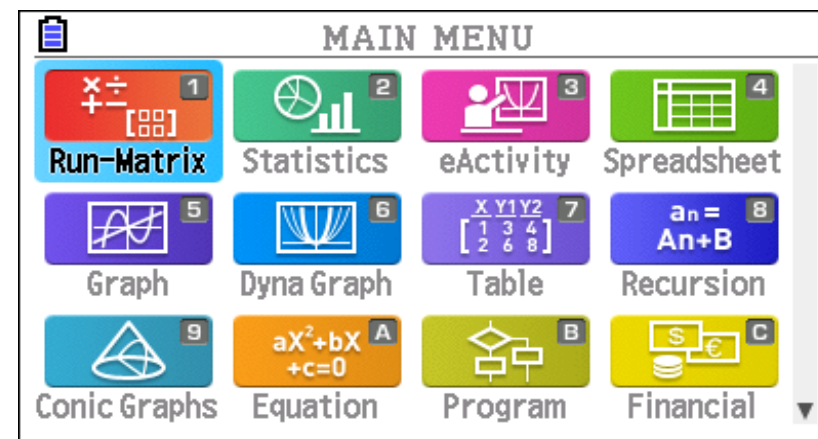 MAIN MENU
×÷ 1
+−
[88]
Run-Matrix
2
Statistics
3
eActivity
4
Spreadsheet
5
Graph
6
Dyna Graph
X Y1 Y2 7
1 3 4
2 6 8
Table
an = 8
An+B
Recursion
9
Conic Graphs
aX²+bX A
+c=0
Equation
B
Program
$ € C
Financial